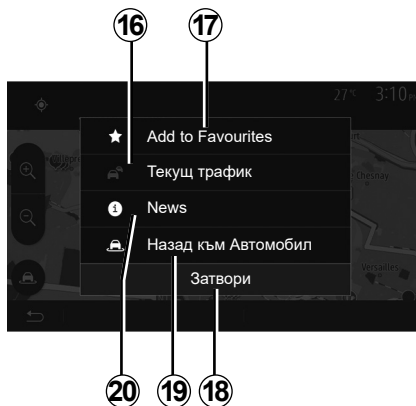 16 17
27 °C 3:10
Add to Favourites
Текущ трафик
Chesnay
News
Назад към Автомобил
Versailles
Затвори
20 19 18